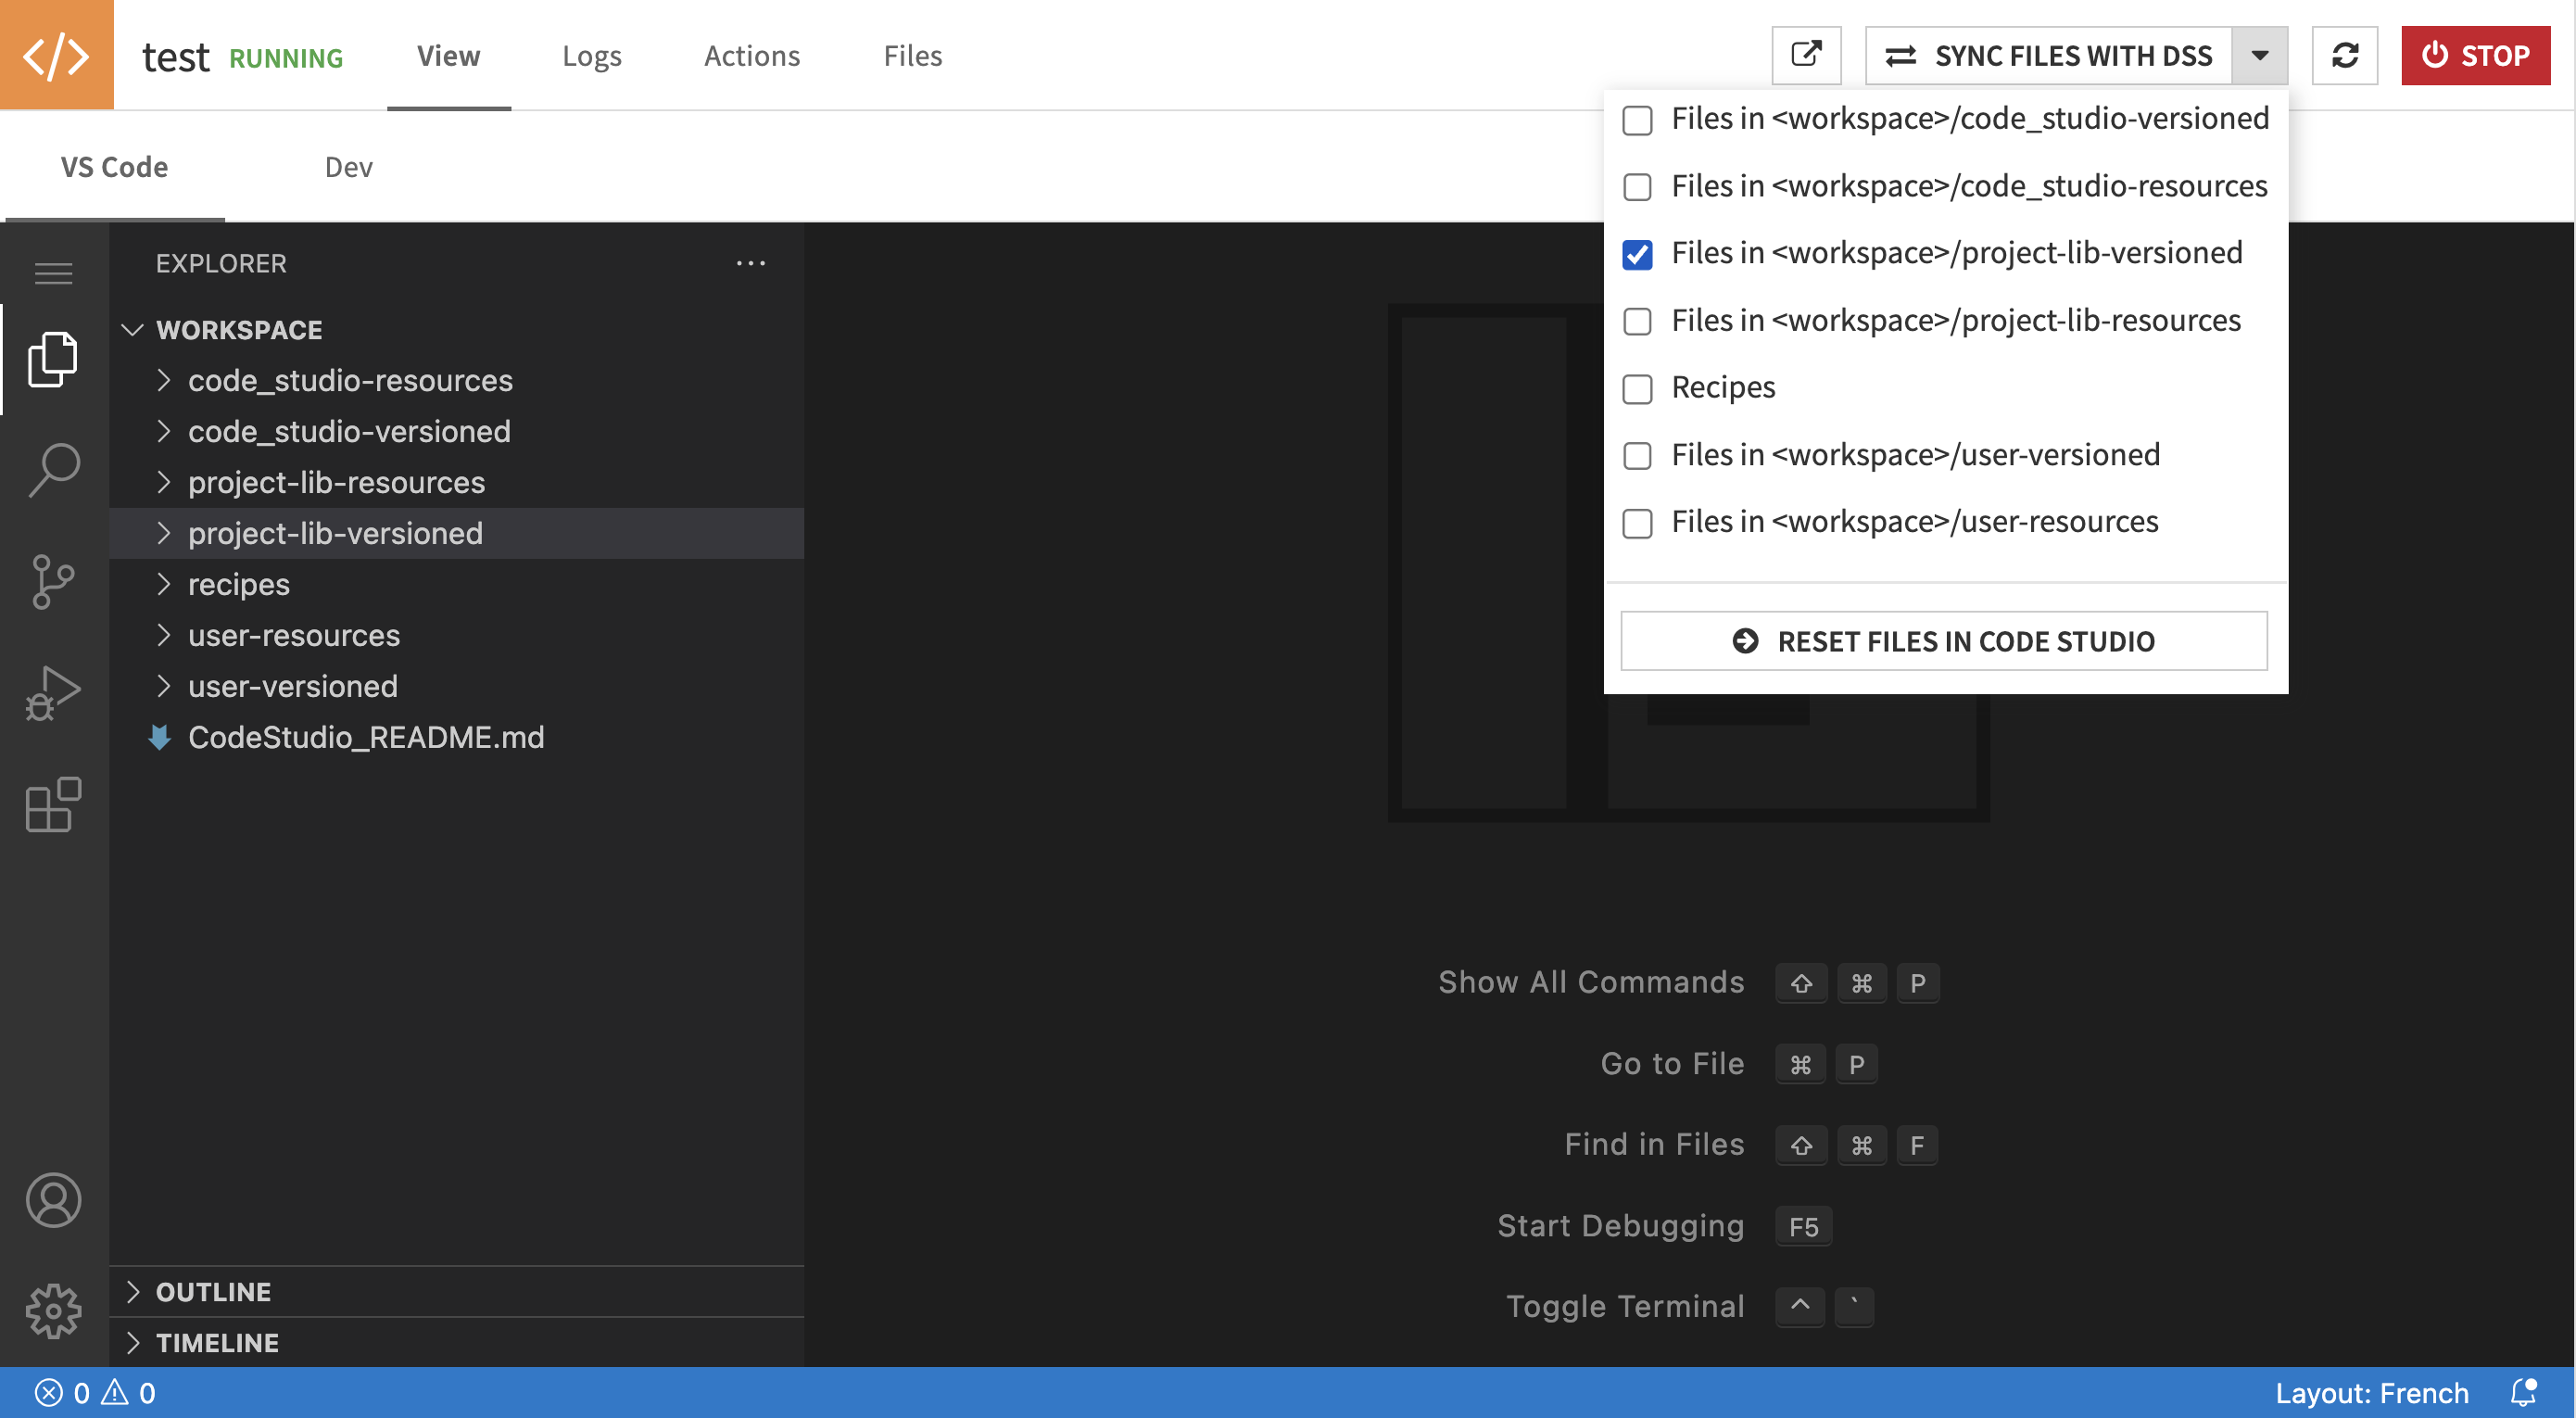 </> test RUNNING View Logs Actions Files SYNC FILES WITH DSS STOP
VS Code Dev
Files in <workspace>/code_studio-versioned
Files in <workspace>/code_studio-resources
Files in <workspace>/project-lib-versioned
Files in <workspace>/project-lib-resources
Recipes
Files in <workspace>/user-versioned
Files in <workspace>/user-resources
RESET FILES IN CODE STUDIO
EXPLORER ...
WORKSPACE
code_studio-resources
code_studio-versioned
project-lib-resources
project-lib-versioned
recipes
user-resources
user-versioned
CodeStudio_README.md
Show All Commands ⇧ ⌘ P
Go to File ⌘ P
Find in Files ⇧ ⌘ F
Start Debugging F5
Toggle Terminal ^ `
OUTLINE
TIMELINE
0 0 Layout: French